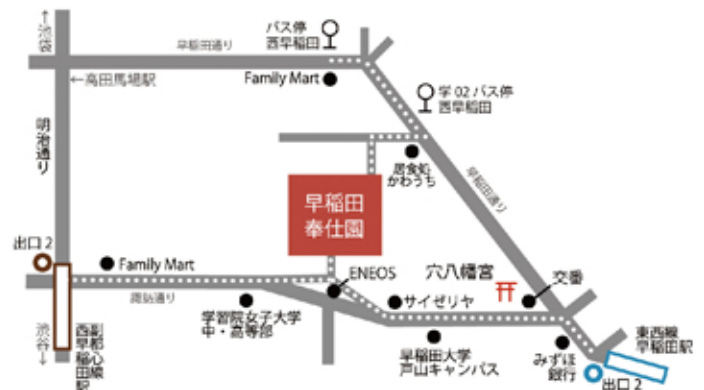 ←池袋
バス停
西早稲田
早稲田通り
Family Mart
←高田馬場駅
学02バス停
西早稲田
明治通り
居食処
かわうち
早稲田通り
早稲田
奉仕園
出口2
Family Mart
ENEOS
穴八幡宮
交番
諏訪通り
サイゼリヤ
学習院女子大学
中・高等部
早稲田大学
戸山キャンパス
みずほ
銀行
東西線
早稲田駅
出口2
渋谷→
副都心線
西早稲田駅